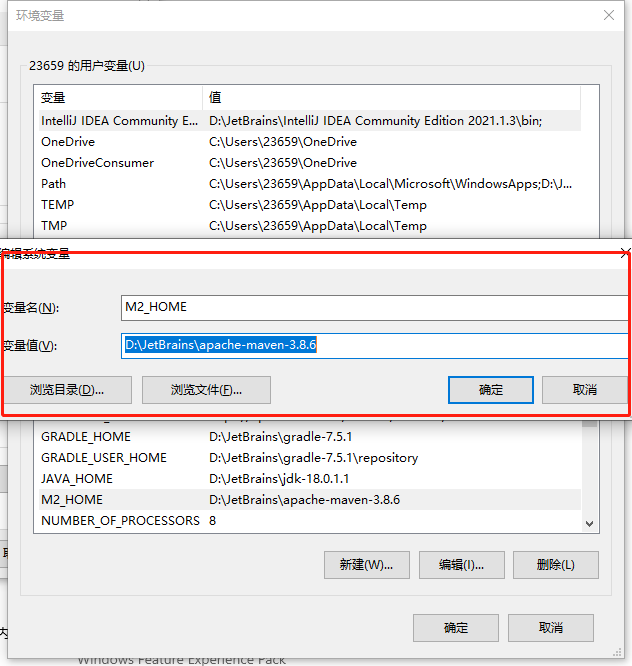 环境变量
23659 的用户变量(U)
变量 值
IntelliJ IDEA Community E... D:\JetBrains\IntelliJ IDEA Community Edition 2021.1.3\bin;
OneDrive C:\Users\23659\OneDrive
OneDriveConsumer C:\Users\23659\OneDrive
Path C:\Users\23659\AppData\Local\Microsoft\WindowsApps;D:\J...
TEMP C:\Users\23659\AppData\Local\Temp
TMP C:\Users\23659\AppData\Local\Temp
编辑系统变量
变量名(N): M2_HOME
变量值(V): D:\JetBrains\apache-maven-3.8.6
浏览目录(D)... 浏览文件(F)... 确定 取消
GRADLE_HOME D:\JetBrains\gradle-7.5.1
GRADLE_USER_HOME D:\JetBrains\gradle-7.5.1\repository
JAVA_HOME D:\JetBrains\jdk-18.0.1.1
M2_HOME D:\JetBrains\apache-maven-3.8.6
NUMBER_OF_PROCESSORS 8
新建(W)... 编辑(I)... 删除(L)
确定 取消
Windows Feature Experience Pack